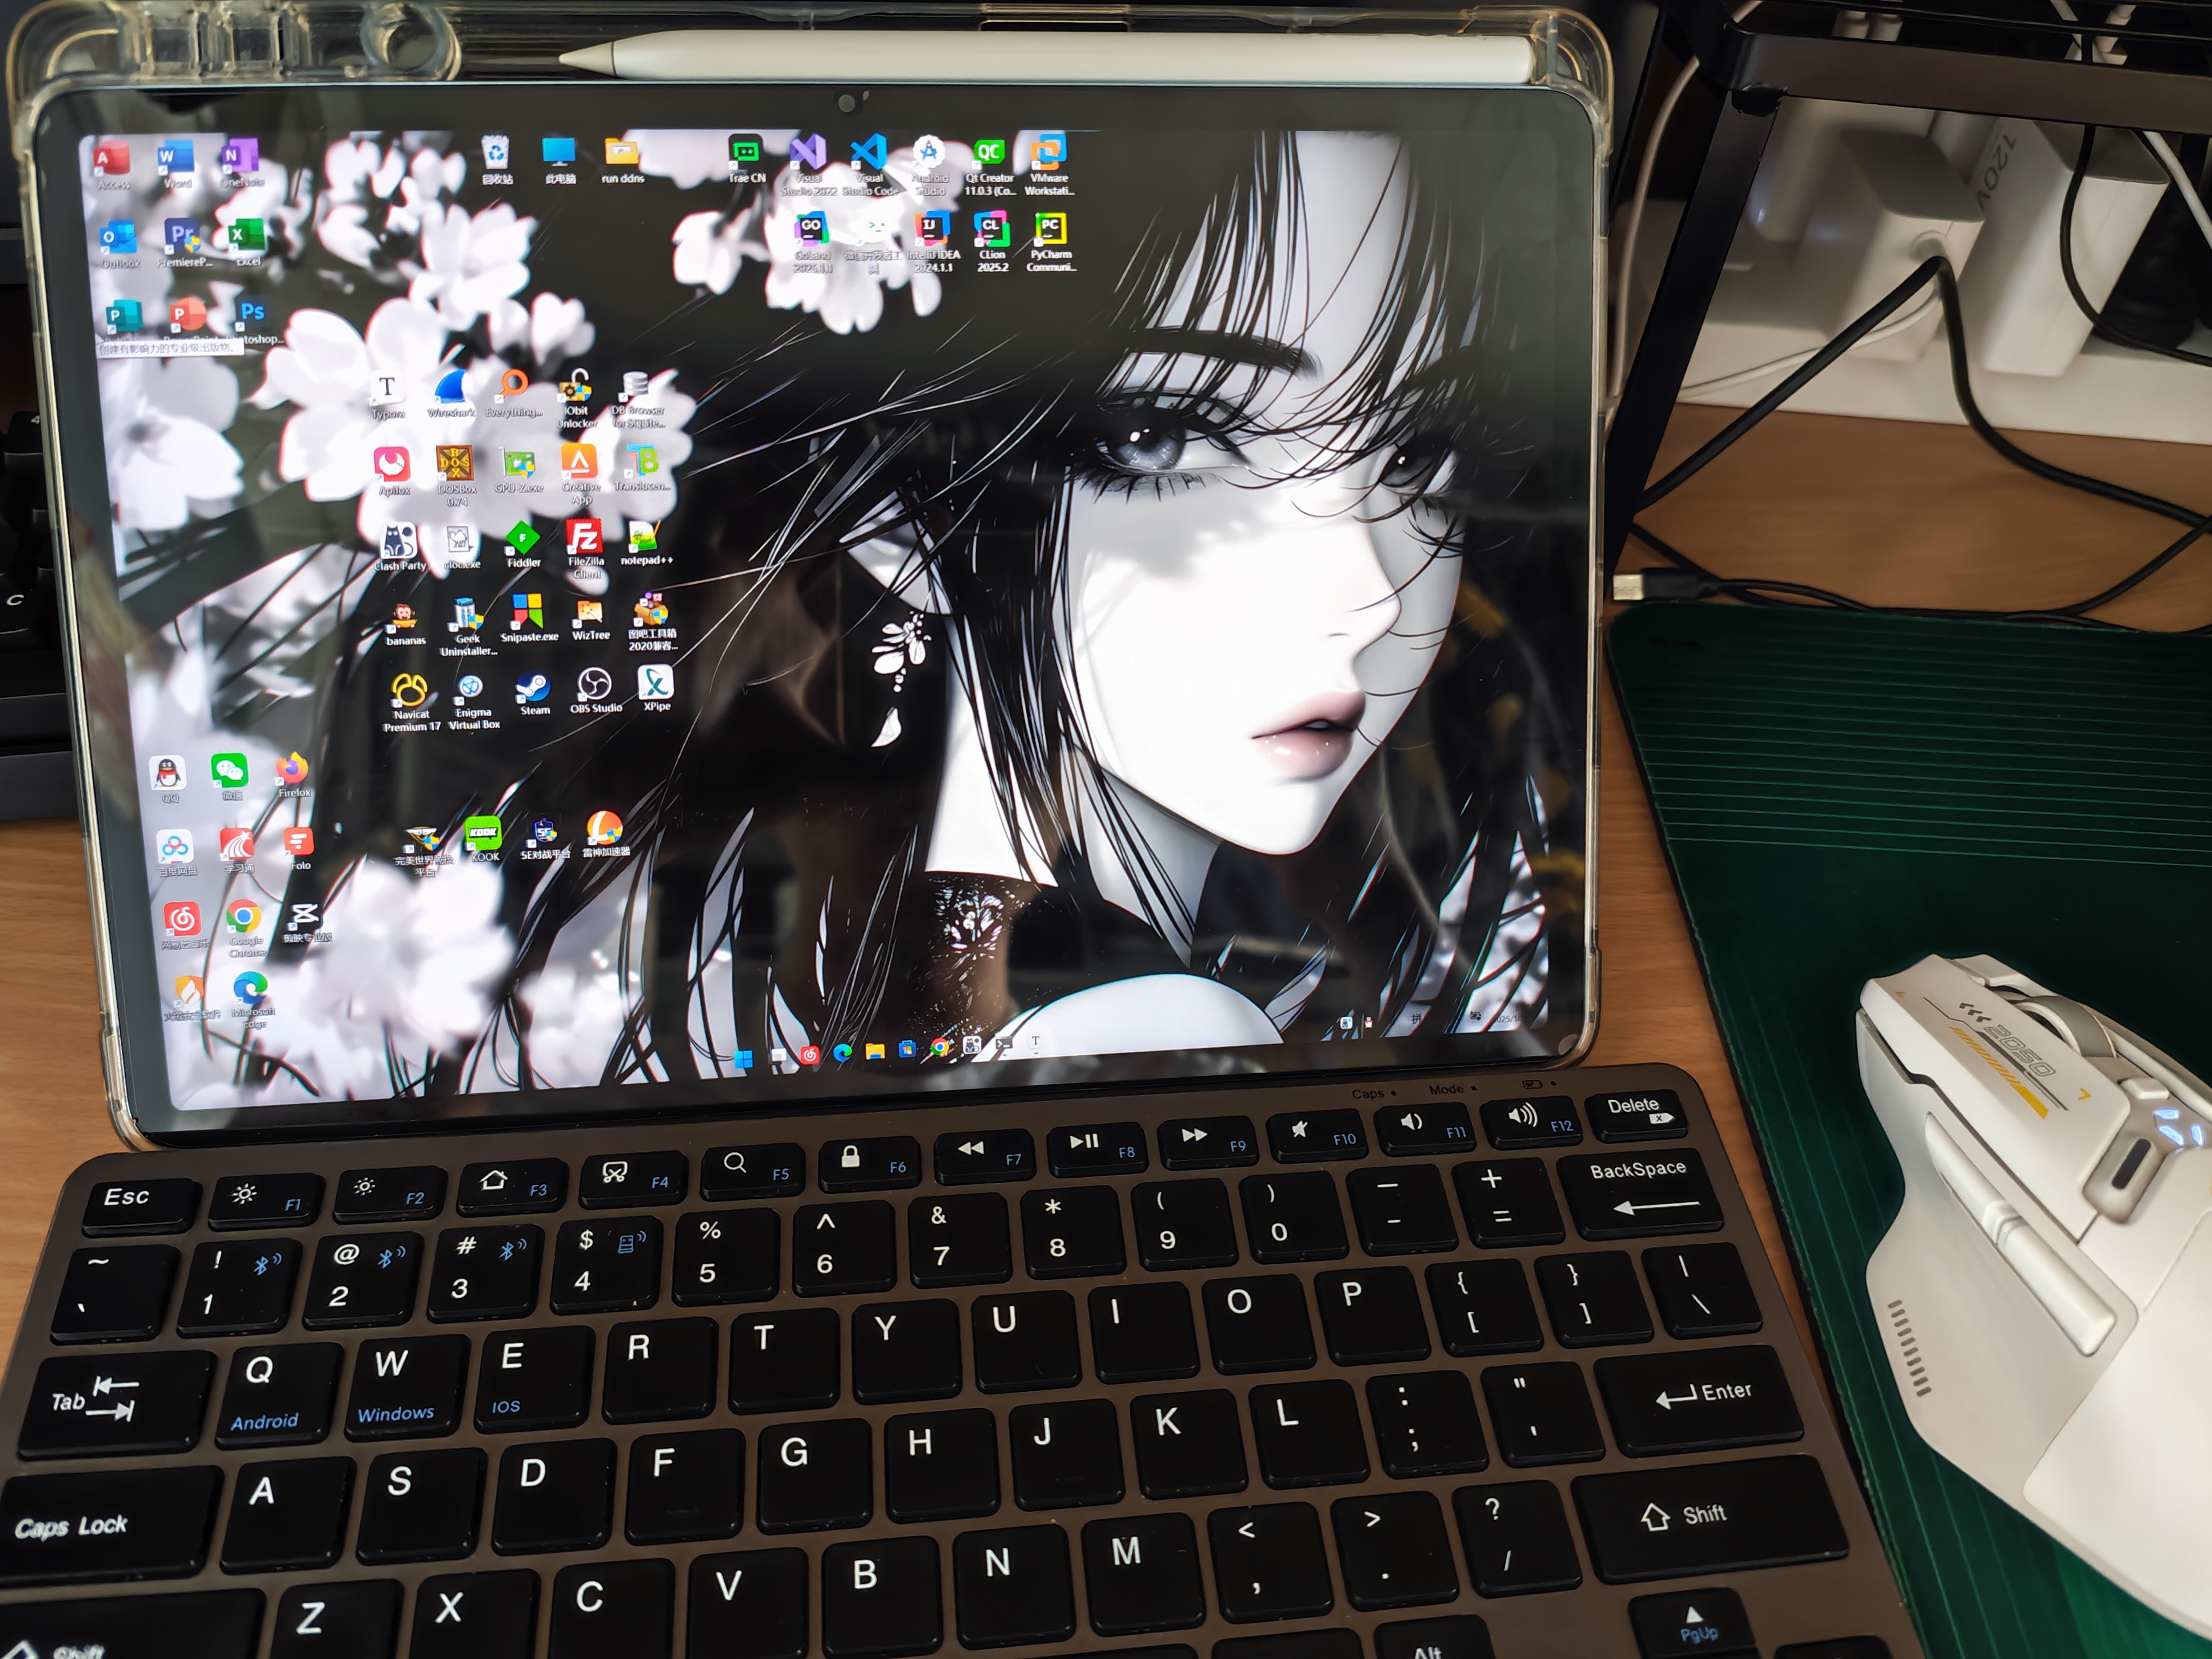 120V
Access
Word
OneNote
回收站
此电脑
run ddns
Trae CN
Visual
Studio 2022
Visual
Studio Code
Android
Studio
Qt Creator
11.0.3 (Co...
VMware
Workstati...
Outlook
PremiereP...
Excel
GoLand
IntelliJ IDEA
2024.1.1
CLion
2025.2
PyCharm
Communi...
创建有影响力的专业级出版物。
Typora
Wireshark
Everything...
IObit
Unlocker
DB Browser
for SQLite...
Apifox
DOSBox
0.74
GPU-Z.exe
Creative
App
Translucen...
Clash Party
cloc.exe
Fiddler
FileZilla
Client
notepad++
bananas
Geek
Uninstaller...
Snipaste.exe
WizTree
图吧工具箱
2020兼容...
Navicat
Premium 17
Enigma
Virtual Box
Steam
OBS Studio
XPipe
QQ
微信
Firefox
百度网盘
学习通
Folo
完美世界竞技
平台
KOOK
5E对战平台
雷神加速器
网易云音乐
Google
Chrome
剪映专业版
Microsoft
Edge
拼
2050
Caps Mode
Esc F1 F2 F3 F4 F5 F6 F7 F8 F9 F10 F11 F12 Delete
~ ` ! 1 @ 2 # 3 $ 4 % 5 ^ 6 & 7 * 8 ( 9 ) 0 — - + = BackSpace
Tab Q W E R T Y U I O P { [ } ] | \
Android Windows IOS
Caps Lock A S D F G H J K L : ; " ' Enter
Shift Z X C V B N M < , > . ? / Shift
Alt PgUp